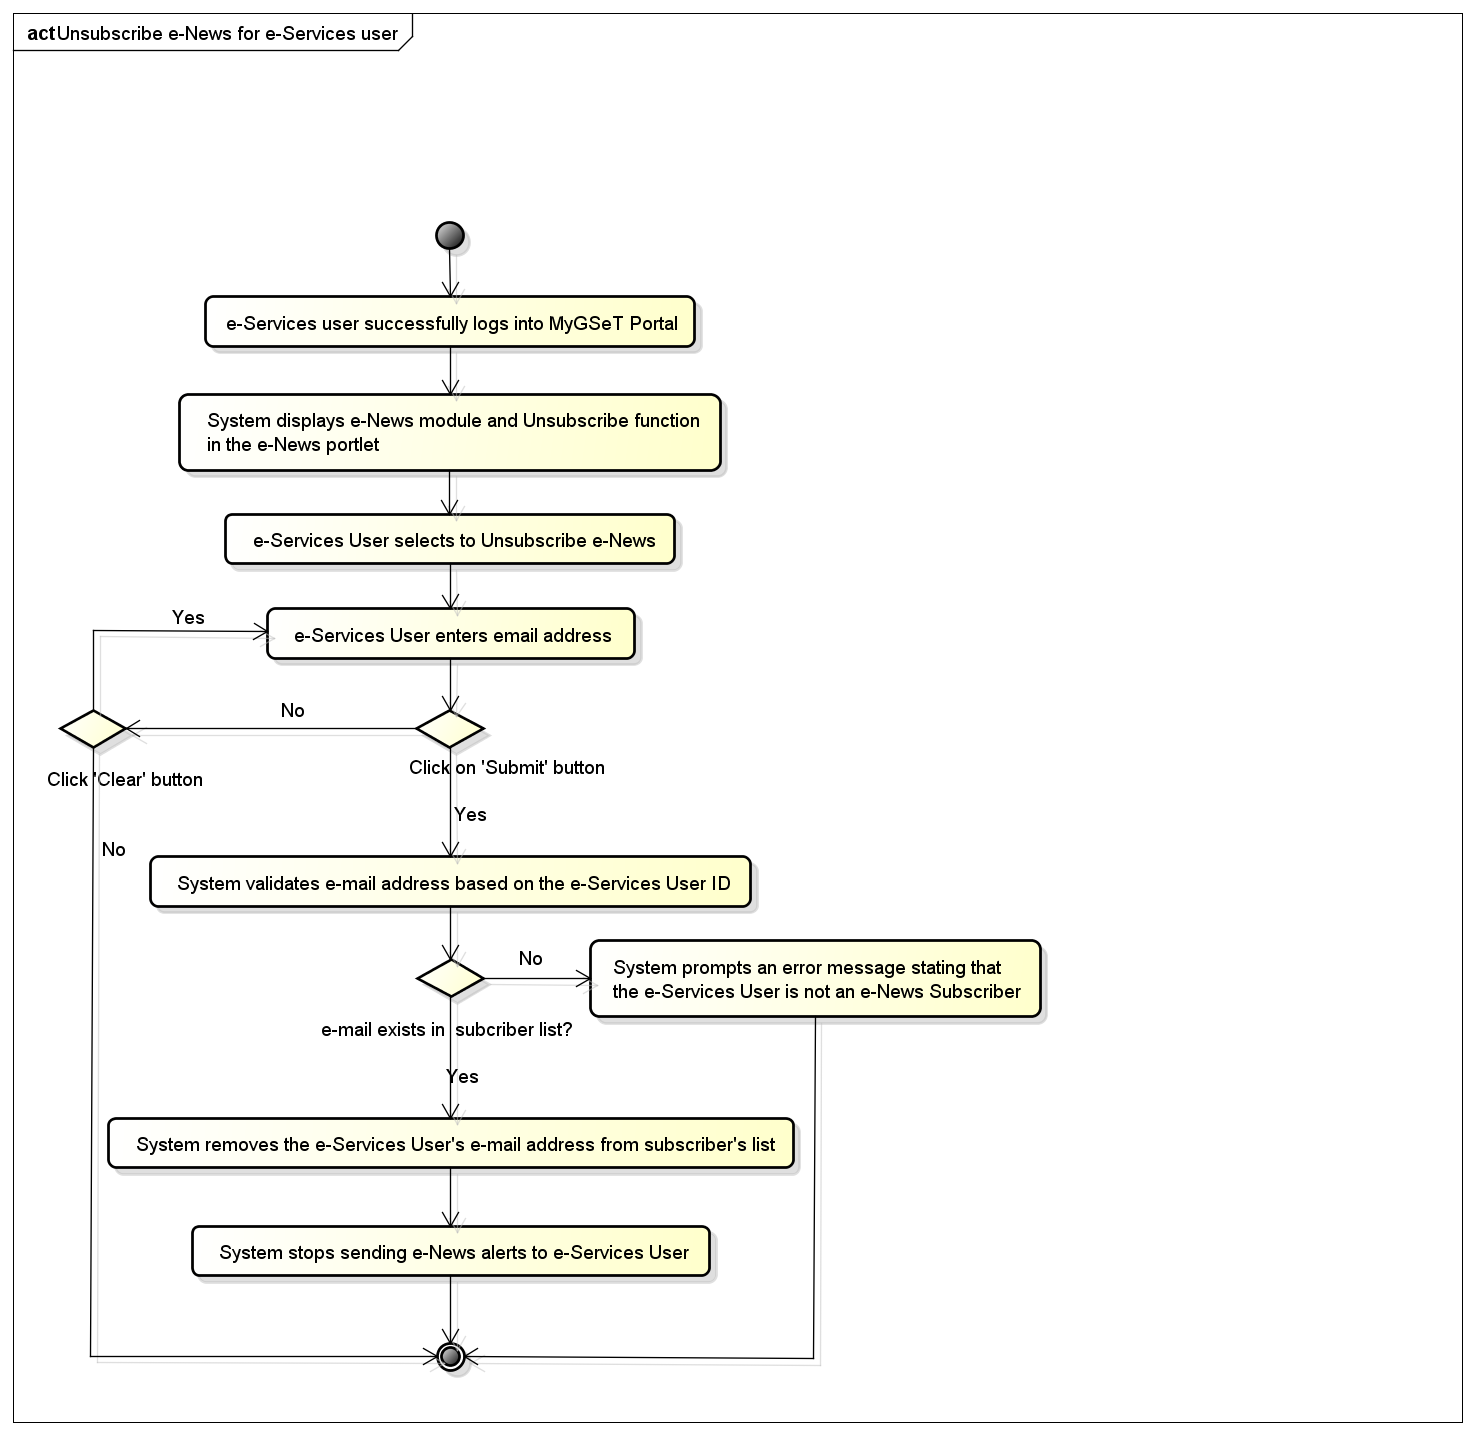 act Unsubscribe e-News for e-Services user
e-Services user successfully logs into MyGSeT Portal
System displays e-News module and Unsubscribe function
in the e-News portlet
e-Services User selects to Unsubscribe e-News
Yes
e-Services User enters email address
No
Click on 'Submit' button
Click 'Clear' button
Yes
No
System validates e-mail address based on the e-Services User ID
No
System prompts an error message stating that
the e-Services User is not an e-News Subscriber
e-mail exists in subcriber list?
Yes
System removes the e-Services User's e-mail address from subscriber's list
System stops sending e-News alerts to e-Services User